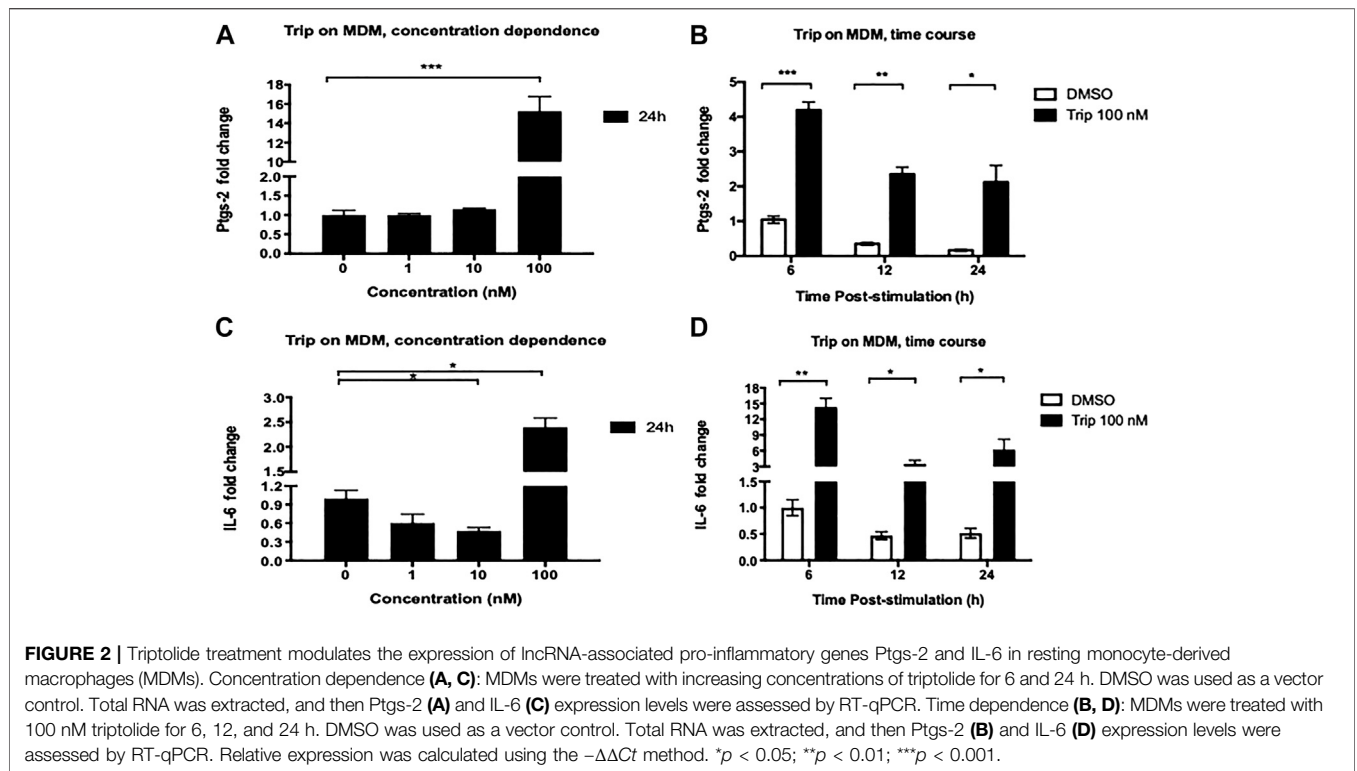 A
Trip on MDM, concentration dependence
***
Ptgs-2 fold change
18
16
14
12
10
2.0
1.5
1.0
0.5
0.0
0 1 10 100
Concentration (nM)
24h
B
Trip on MDM, time course
*** ** *
Ptgs-2 fold change
5
4
3
2
1
0
6 12 24
Time Post-stimulation (h)
DMSO
Trip 100 nM
C
Trip on MDM, concentration dependence
*
*
IL-6 fold change
3.0
2.5
2.0
1.5
1.2
0.9
0.6
0.3
0.0
0 1 10 100
Concentration (nM)
24h
D
Trip on MDM, time course
** * *
IL-6 fold change
18
15
12
9
6
3
1.5
1.0
0.5
0.0
6 12 24
Time Post-stimulation (h)
DMSO
Trip 100 nM
FIGURE 2 | Triptolide treatment modulates the expression of lncRNA-associated pro-inflammatory genes Ptgs-2 and IL-6 in resting monocyte-derived
macrophages (MDMs). Concentration dependence (A, C): MDMs were treated with increasing concentrations of triptolide for 6 and 24 h. DMSO was used as a vector
control. Total RNA was extracted, and then Ptgs-2 (A) and IL-6 (C) expression levels were assessed by RT-qPCR. Time dependence (B, D): MDMs were treated with
100 nM triptolide for 6, 12, and 24 h. DMSO was used as a vector control. Total RNA was extracted, and then Ptgs-2 (B) and IL-6 (D) expression levels were
assessed by RT-qPCR. Relative expression was calculated using the −ΔΔCt method. *p < 0.05; **p < 0.01; ***p < 0.001.